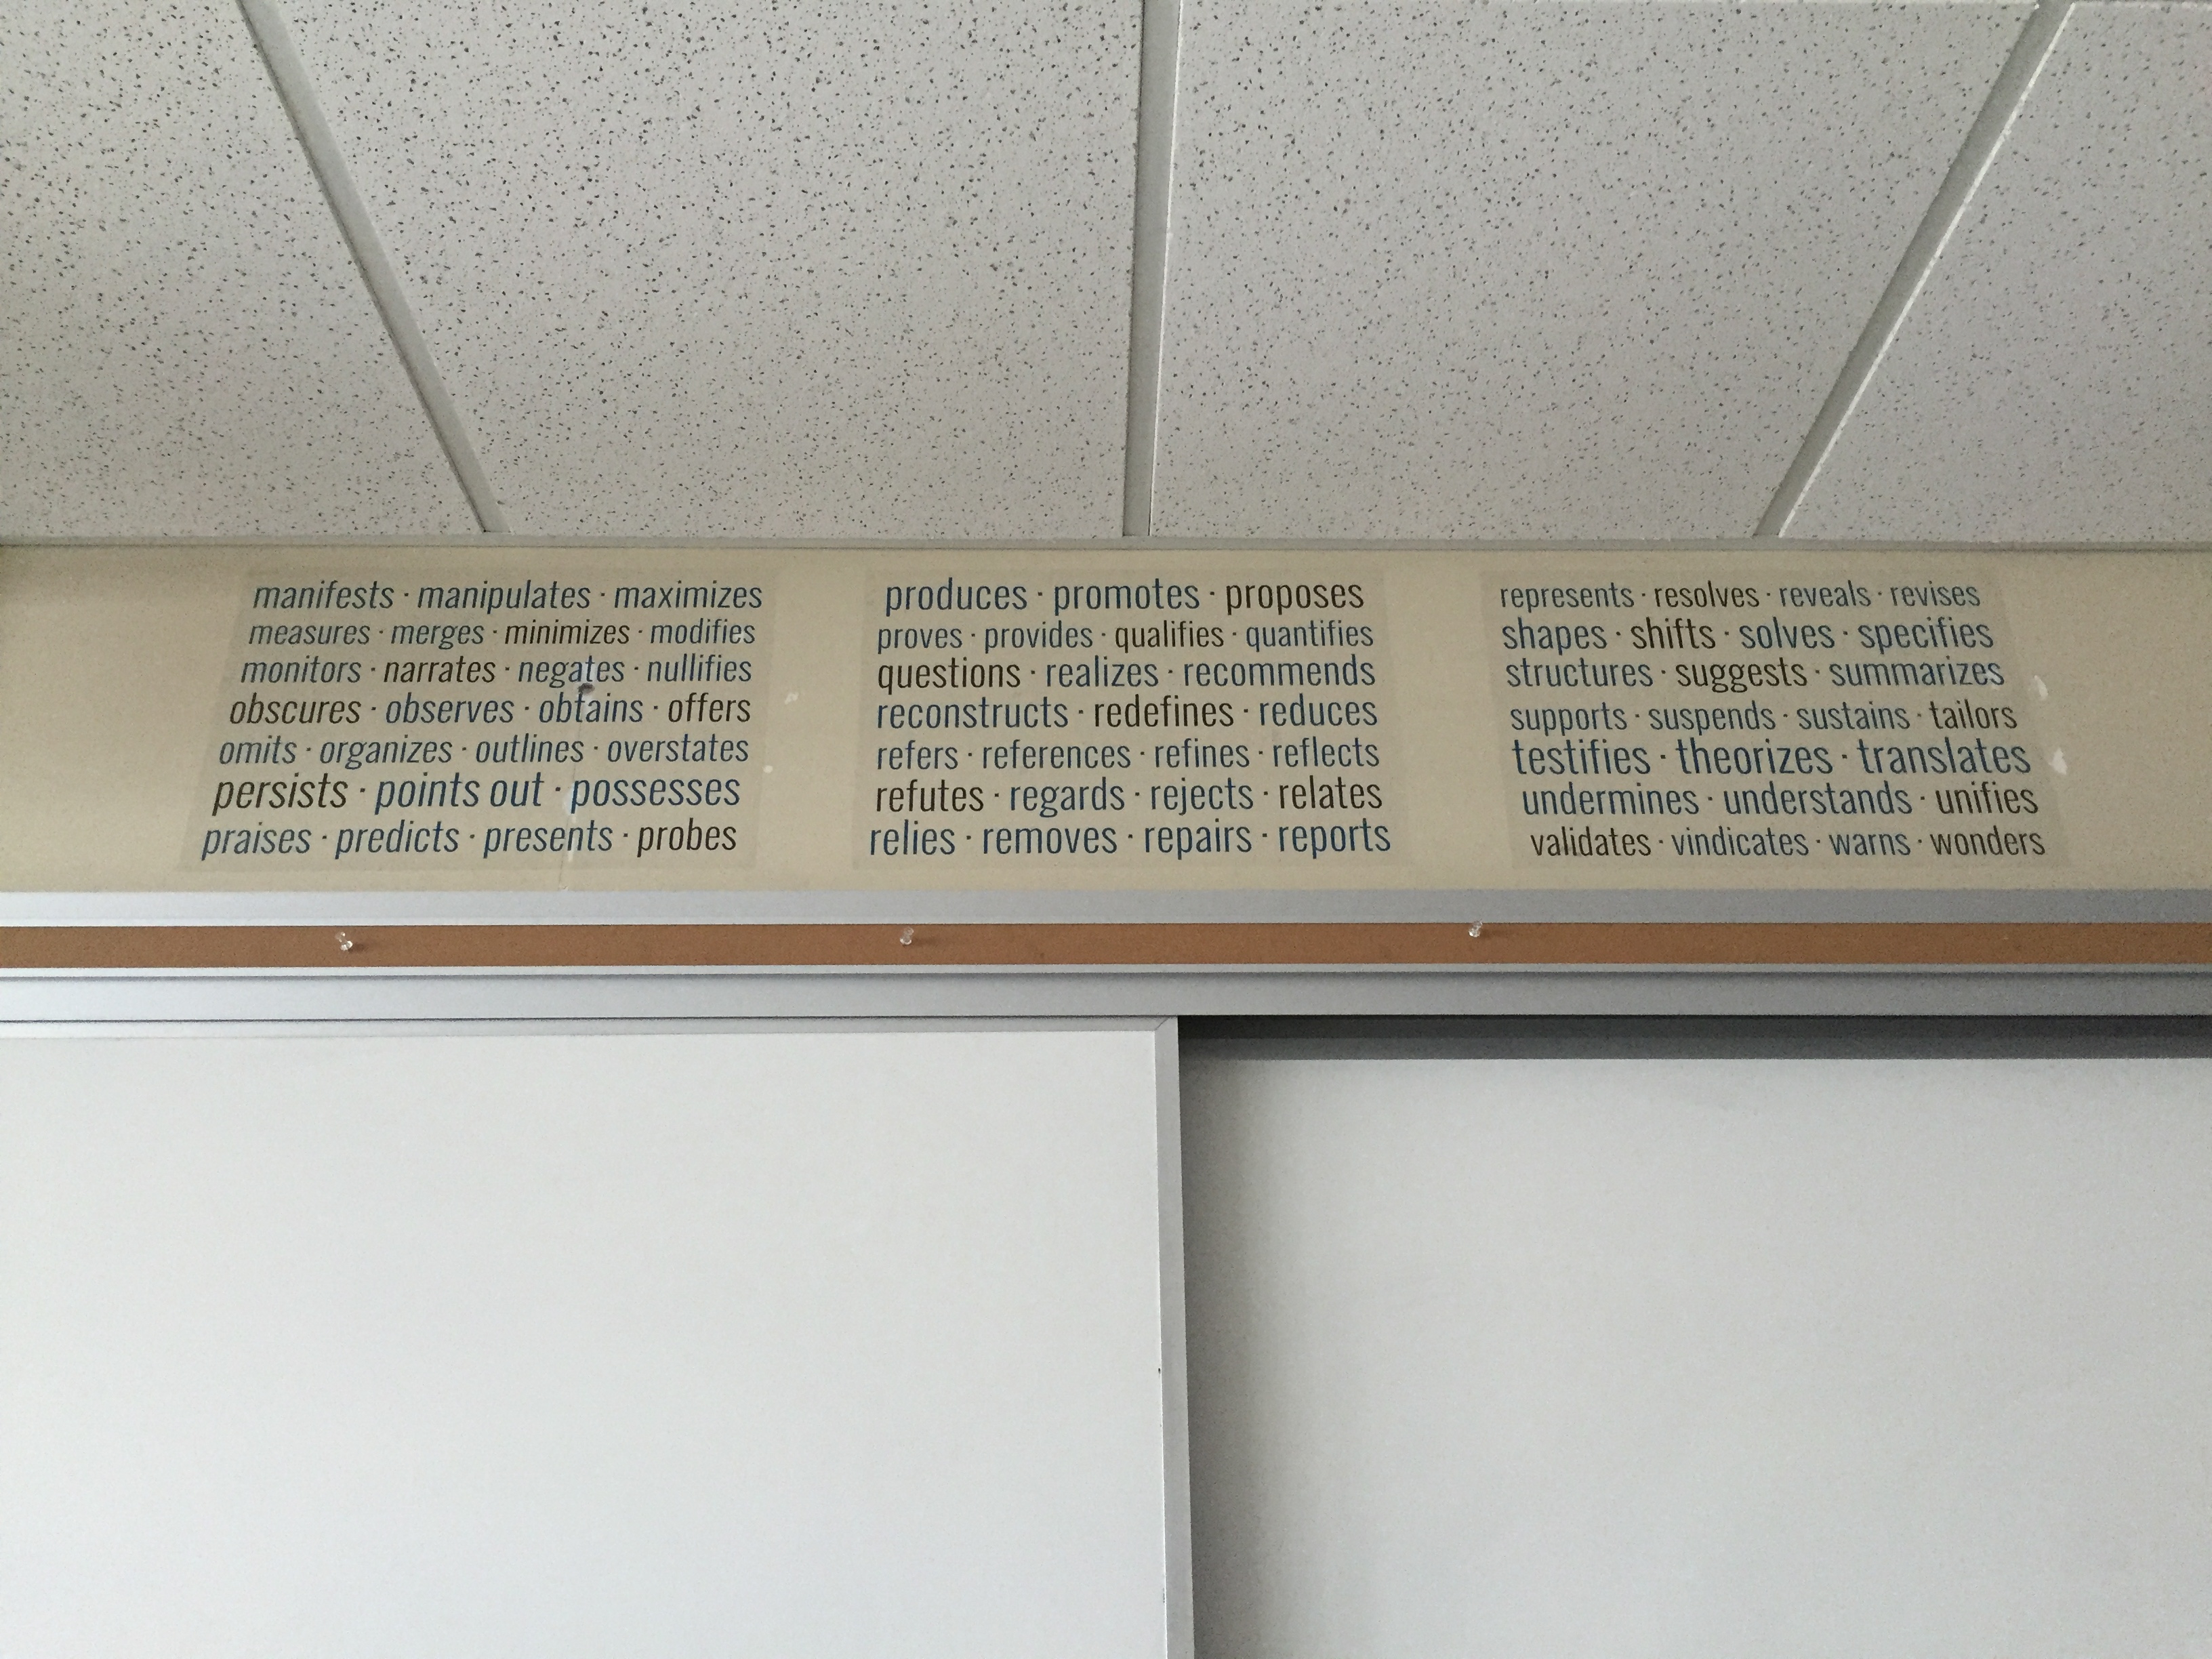 manifests · manipulates · maximizes
measures · merges · minimizes · modifies
monitors · narrates · negates · nullifies
obscures · observes · obtains · offers
omits · organizes · outlines · overstates
persists · points out · possesses
praises · predicts · presents · probes
produces · promotes · proposes
proves · provides · qualifies · quantifies
questions · realizes · recommends
reconstructs · redefines · reduces
refers · references · refines · reflects
refutes · regards · rejects · relates
relies · removes · repairs · reports
represents · resolves · reveals · revises
shapes · shifts · solves · specifies
structures · suggests · summarizes
supports · suspends · sustains · tailors
testifies · theorizes · translates
undermines · understands · unifies
validates · vindicates · warns · wonders